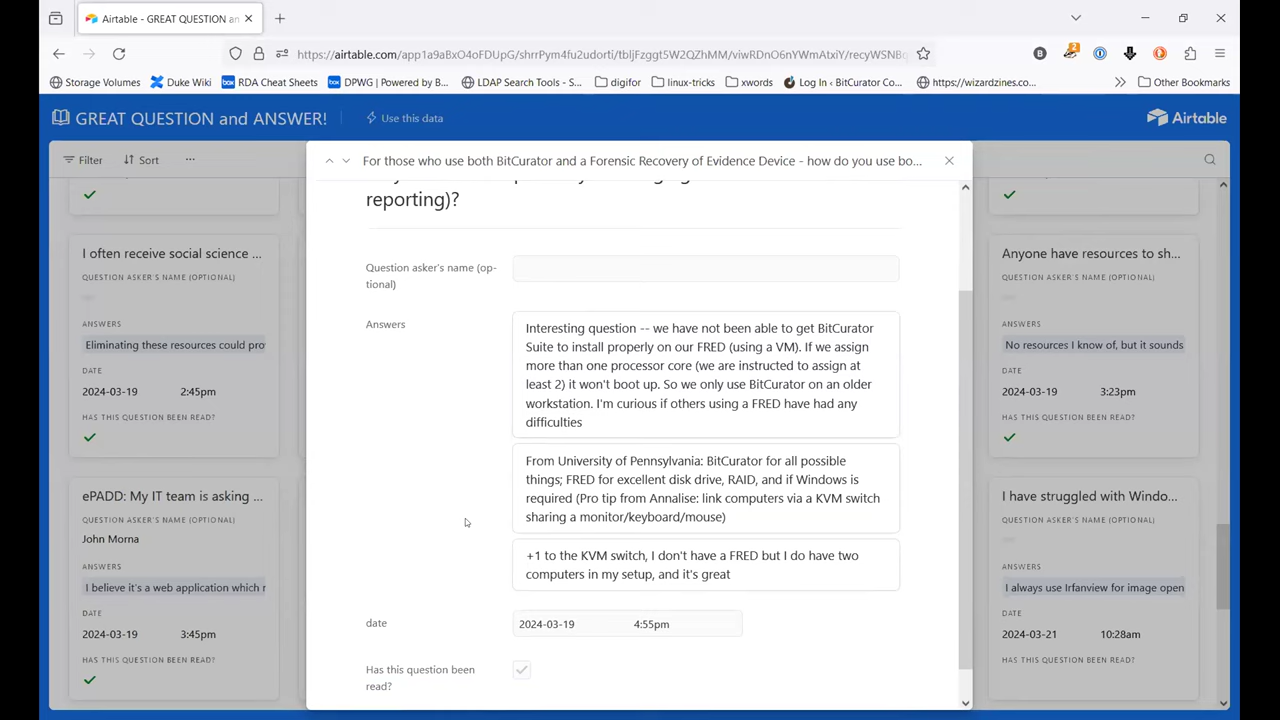 Airtable - GREAT QUESTION an
https://airtable.com/app1a9aBxO4oFDUpG/shrrPym4fu2udorti/tbljFzggt5W2QZhMM/viwRDnO6nYWmAtxiY/recyWSNBq
2
Storage Volumes
Duke Wiki
RDA Cheat Sheets
DPWG | Powered by B...
LDAP Search Tools - S...
digifor
linux-tricks
xwords
Log In ‹ BitCurator Co...
https://wizardzines.co...
Other Bookmarks
GREAT QUESTION and ANSWER!
Use this data
Airtable
Filter
Sort
...
For those who use both BitCurator and a Forensic Recovery of Evidence Device - how do you use bo...
reporting)?
Question asker's name (op-
tional)
Answers
Interesting question -- we have not been able to get BitCurator
Suite to install properly on our FRED (using a VM). If we assign
more than one processor core (we are instructed to assign at
least 2) it won't boot up. So we only use BitCurator on an older
workstation. I'm curious if others using a FRED have had any
difficulties
From University of Pennsylvania: BitCurator for all possible
things; FRED for excellent disk drive, RAID, and if Windows is
required (Pro tip from Annalise: link computers via a KVM switch
sharing a monitor/keyboard/mouse)
+1 to the KVM switch, I don't have a FRED but I do have two
computers in my setup, and it's great
date
2024-03-19 4:55pm
Has this question been
read?
I often receive social science ...
QUESTION ASKER'S NAME (OPTIONAL)
ANSWERS
Eliminating these resources could pro
DATE
2024-03-19 2:45pm
HAS THIS QUESTION BEEN READ?
ePADD: My IT team is asking ...
QUESTION ASKER'S NAME (OPTIONAL)
John Morna
ANSWERS
I believe it's a web application which r
DATE
2024-03-19 3:45pm
HAS THIS QUESTION BEEN READ?
Anyone have resources to sh...
QUESTION ASKER'S NAME (OPTIONAL)
ANSWERS
No resources I know of, but it sounds
DATE
2024-03-19 3:23pm
HAS THIS QUESTION BEEN READ?
I have struggled with Windo...
QUESTION ASKER'S NAME (OPTIONAL)
ANSWERS
I always use Irfanview for image open
DATE
2024-03-21 10:28am
HAS THIS QUESTION BEEN READ?